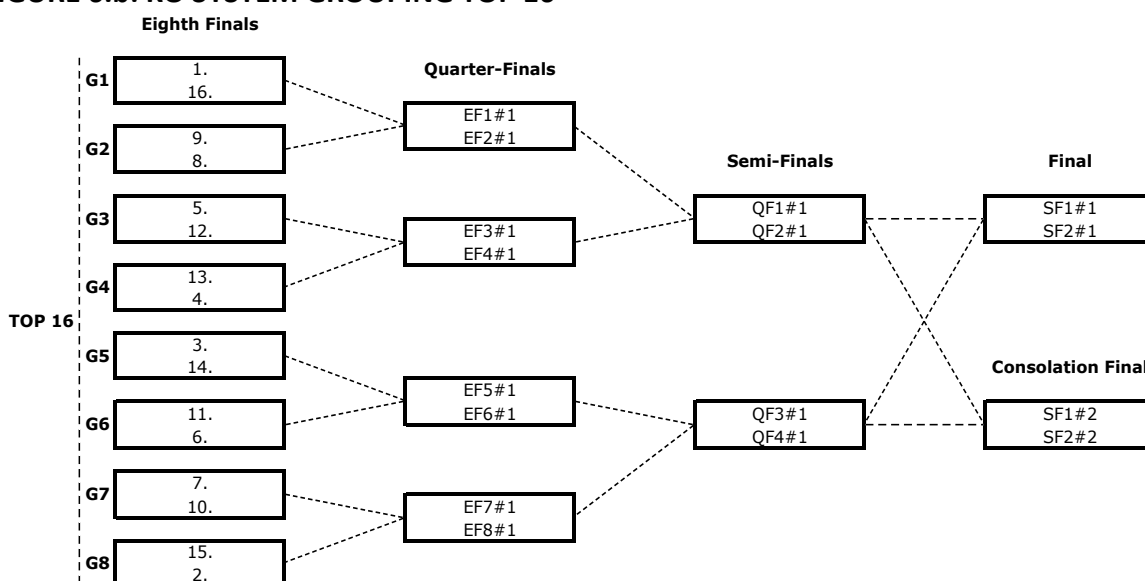 Eighth Finals
Quarter-Finals
Semi-Finals
Final
G1
1.
16.
G2
9.
8.
G3
5.
12.
G4
13.
4.
TOP 16
G5
3.
14.
G6
11.
6.
G7
7.
10.
G8
15.
2.
EF1#1
EF2#1
EF3#1
EF4#1
EF5#1
EF6#1
EF7#1
EF8#1
QF1#1
QF2#1
QF3#1
QF4#1
SF1#1
SF2#1
Consolation Final
SF1#2
SF2#2